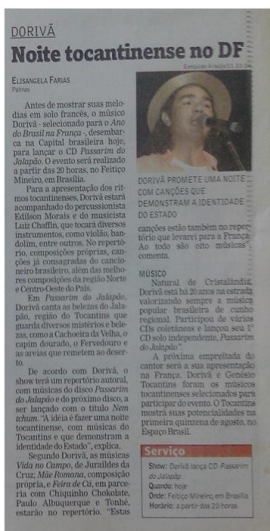 DORIVÃ
Noite tocantinense no DF
ELISANGELA FARIAS
Palmas
Antes de mostrar suas melo-
dias em solo francês, o músico
Dorivã - selecionado para o Ano
do Brasil na França -, desembar-
ca na Capital brasileira hoje,
para lançar o CD Passarim do
Jalapão. O evento será realizado
a partir das 20 horas, no Feitiço
Mineiro, em Brasília.
Para a apresentação dos rit-
mos tocantinenses, Dorivã estará
acompanhado do percussionista
Edilson Morais e do musicista
Luiz Chaffin, que tocará diversos
instrumentos, como violão, ban-
dolim, entre outros. No repertó-
rio, composições próprias, can-
ções já consagradas do cancio-
neiro brasileiro, além das melho-
res composições da região Norte
e Centro-Oeste do País.
Em Passarim do Jalapão,
Dorivã canta as belezas do Jala-
pão, região do Tocantins que
guarda diversos mistérios e bele-
zas, como a Cachoeira da Velha, o
capim dourado, o Fervedouro e
as areias que remetem ao deser-
to.
De acordo com Dorivã, o
show terá um repertório autoral,
com músicas do disco Passarim
do Jalapão e do próximo disco, a
ser lançado com o título
"A idéia é fazer uma noite
tocantinense, com músicas do
Tocantins e que demonstram a
identidade do Estado", explica.
Segundo Dorivã, as músicas
Vida no Campo, de Juraíldes da
Cruz; Mãe Romana, composição
própria, e Feira de Cá, em parce-
ria com Chiquinho Chokolate,
Paulo Albuquerque e Tonhé,
estarão no repertório. "Estas
DORIVÃ PROMETE UMA NOITE
COM CANÇÕES QUE
DEMONSTRAM A IDENTIDADE
DO ESTADO
canções estão também no reper-
tório que levarei para a França.
Ao todo são oito músicas",
comenta.
MÚSICO
Natural de Cristalândia,
Dorivã está há 20 anos na estrada,
valorizando sempre a música
popular brasileira de cunho
regional. Participou de vários
CDs coletâneas e lançou seu 1º
CD solo independente, Passarim
do Jalapão.
A próxima empreitada do
cantor será a sua apresentação
na França. Dorivã e Genésio
Tocantins foram os músicos
tocantinenses selecionados para
participar do evento. O Tocantins
mostrará suas potencialidades na
primeira quinzena de agosto, no
Espaço Brasil.
Serviço
Show: Dorivã lança CD Passarim
do Jalapão
Quando: hoje
Onde: Feitiço Mineiro, em Brasília
Horário: a partir das 20 horas